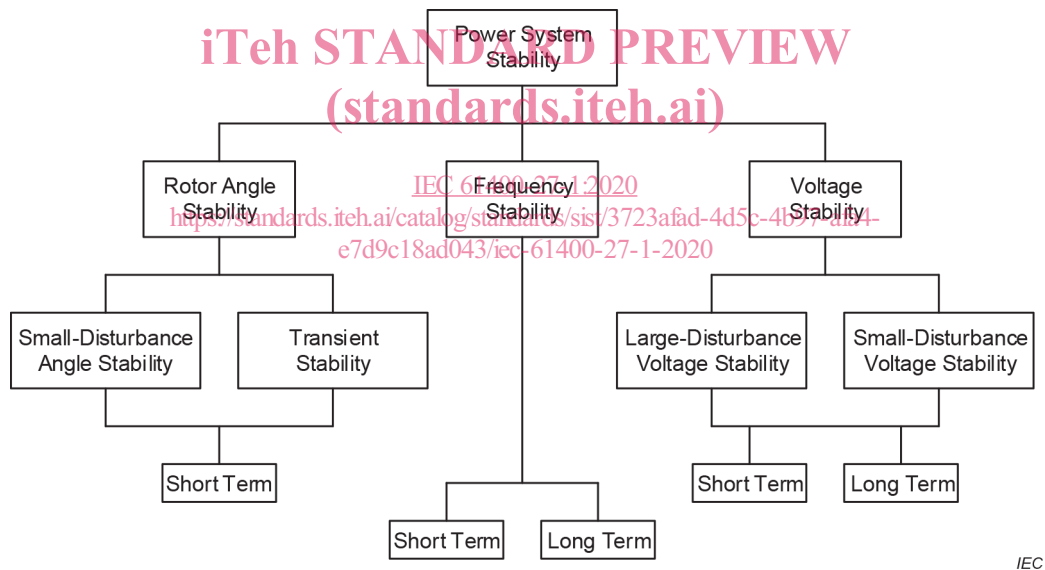 Power System
Stability
iTeh STANDARD PREVIEW
(standards.iteh.ai)
Rotor Angle
Stability
Frequency
Stability
Voltage
Stability
IEC 61400-27-1:2020
https://standards.iteh.ai/catalog/standards/sist/3723afad-4d5c-4b97-afa4-
e7d9c18ad043/iec-61400-27-1-2020
Small-Disturbance
Angle Stability
Transient
Stability
Large-Disturbance
Voltage Stability
Small-Disturbance
Voltage Stability
Short Term
Short Term
Long Term
Short Term
Long Term
IEC